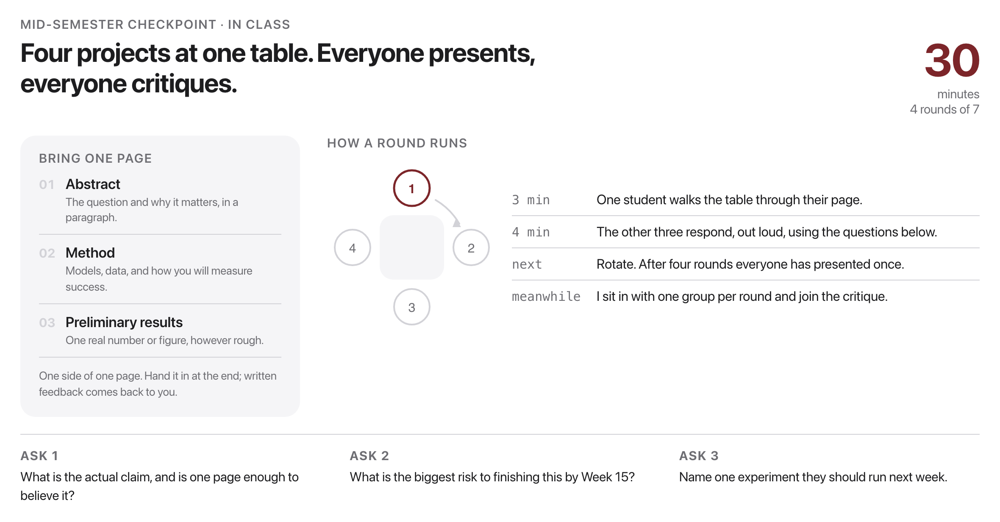 MID-SEMESTER CHECKPOINT · IN CLASS
Four projects at one table. Everyone presents,
everyone critiques.
30
minutes
4 rounds of 7
BRING ONE PAGE
01 Abstract
The question and why it matters, in a
paragraph.
02 Method
Models, data, and how you will measure
success.
03 Preliminary results
One real number or figure, however rough.
One side of one page. Hand it in at the end; written
feedback comes back to you.
HOW A ROUND RUNS
1
4
2
3
3 min One student walks the table through their page.
4 min The other three respond, out loud, using the questions below.
next Rotate. After four rounds everyone has presented once.
meanwhile I sit in with one group per round and join the critique.
ASK 1
What is the actual claim, and is one page enough to
believe it?
ASK 2
What is the biggest risk to finishing this by Week 15?
ASK 3
Name one experiment they should run next week.